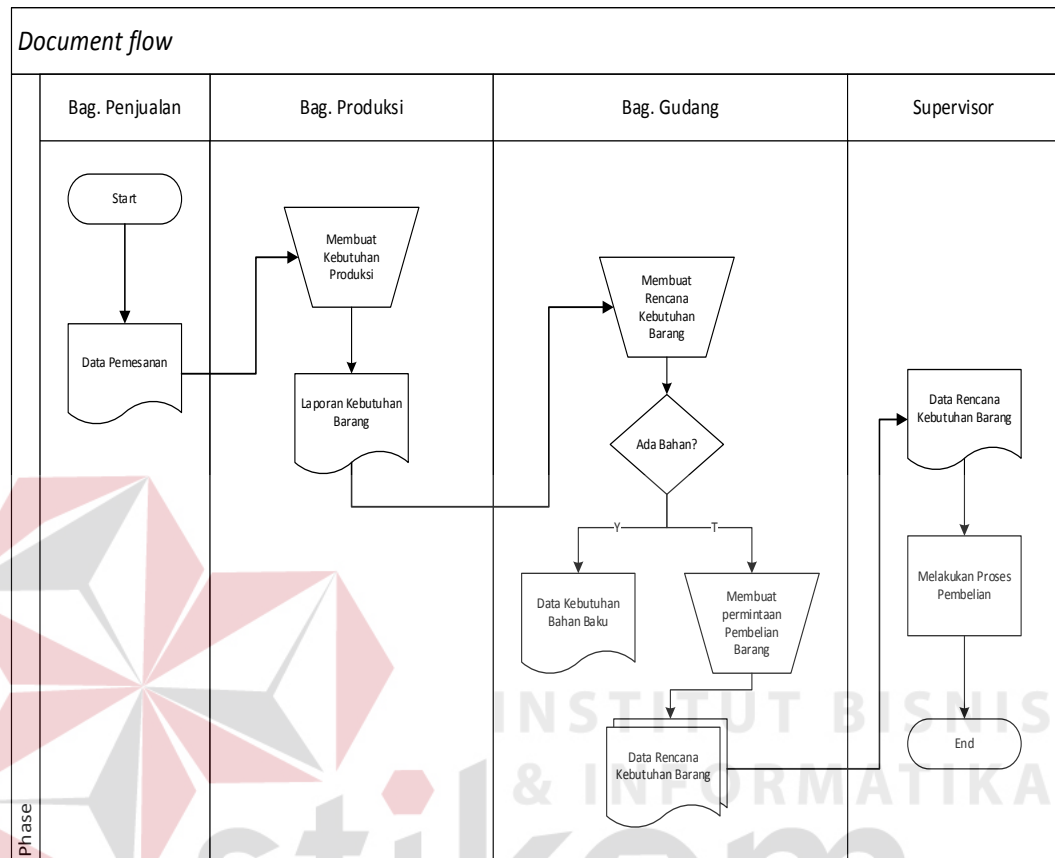 Document flow
Bag. Penjualan
Bag. Produksi
Bag. Gudang
Supervisor
Start
Data Pemesanan
Membuat
Kebutuhan
Produksi
Laporan Kebutuhan
Barang
Membuat
Rencana
Kebutuhan
Barang
Ada Bahan?
Y
T
Data Kebutuhan
Bahan Baku
Membuat
permintaan
Pembelian
Barang
Data Rencana
Kebutuhan Barang
Data Rencana
Kebutuhan Barang
Melakukan Proses
Pembelian
End
Phase
INSTITUT BISNIS
& INFORMATIKA
stikom